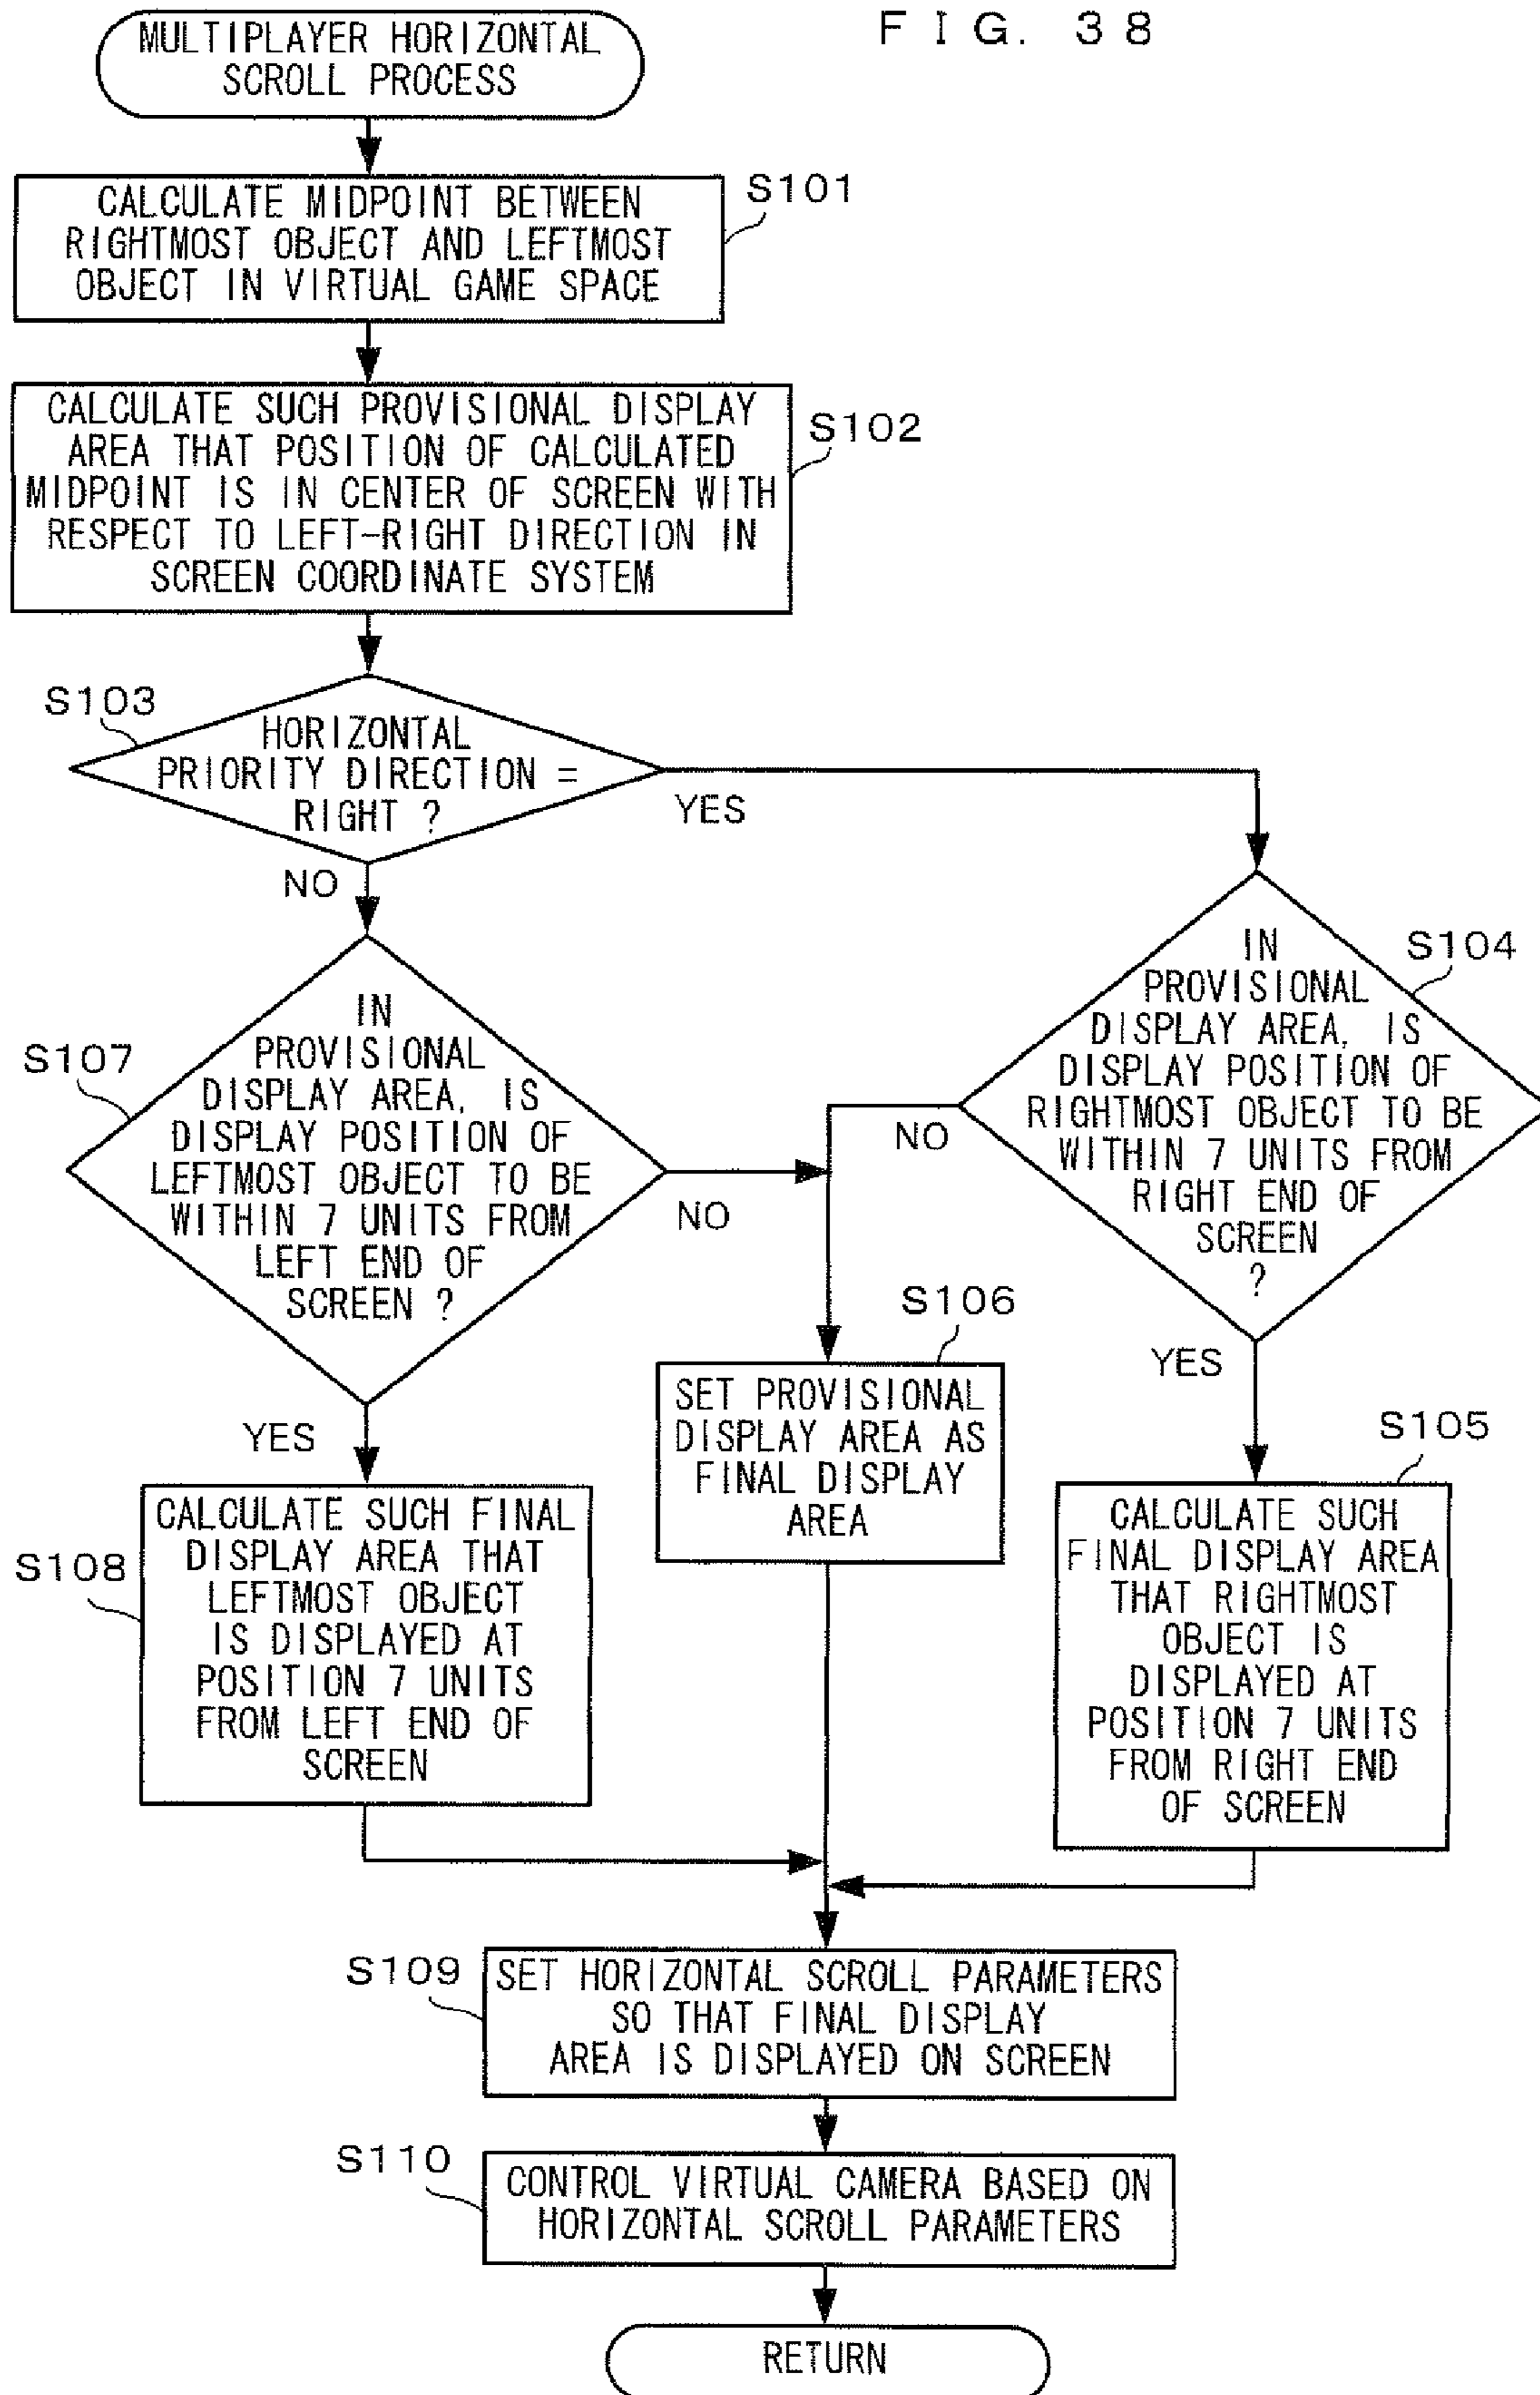 FIG. 38
MULTIPLAYER HORIZONTAL
SCROLL PROCESS
S101
CALCULATE MIDPOINT BETWEEN
RIGHTMOST OBJECT AND LEFTMOST
OBJECT IN VIRTUAL GAME SPACE
S102
CALCULATE SUCH PROVISIONAL DISPLAY
AREA THAT POSITION OF CALCULATED
MIDPOINT IS IN CENTER OF SCREEN WITH
RESPECT TO LEFT-RIGHT DIRECTION IN
SCREEN COORDINATE SYSTEM
S103
HORIZONTAL
PRIORITY DIRECTION =
RIGHT ?
YES
NO
S104
IN
PROVISIONAL
DISPLAY AREA, IS
DISPLAY POSITION OF
RIGHTMOST OBJECT TO BE
WITHIN 7 UNITS FROM
RIGHT END OF
SCREEN
?
NO
YES
S107
IN
PROVISIONAL
DISPLAY AREA, IS
DISPLAY POSITION OF
LEFTMOST OBJECT TO BE
WITHIN 7 UNITS FROM
LEFT END OF
SCREEN ?
NO
YES
S106
SET PROVISIONAL
DISPLAY AREA AS
FINAL DISPLAY
AREA
S105
CALCULATE SUCH
FINAL DISPLAY AREA
THAT RIGHTMOST
OBJECT IS
DISPLAYED AT
POSITION 7 UNITS
FROM RIGHT END
OF SCREEN
S108
CALCULATE SUCH FINAL
DISPLAY AREA THAT
LEFTMOST OBJECT
IS DISPLAYED AT
POSITION 7 UNITS
FROM LEFT END OF
SCREEN
S109
SET HORIZONTAL SCROLL PARAMETERS
SO THAT FINAL DISPLAY
AREA IS DISPLAYED ON SCREEN
S110
CONTROL VIRTUAL CAMERA BASED ON
HORIZONTAL SCROLL PARAMETERS
RETURN